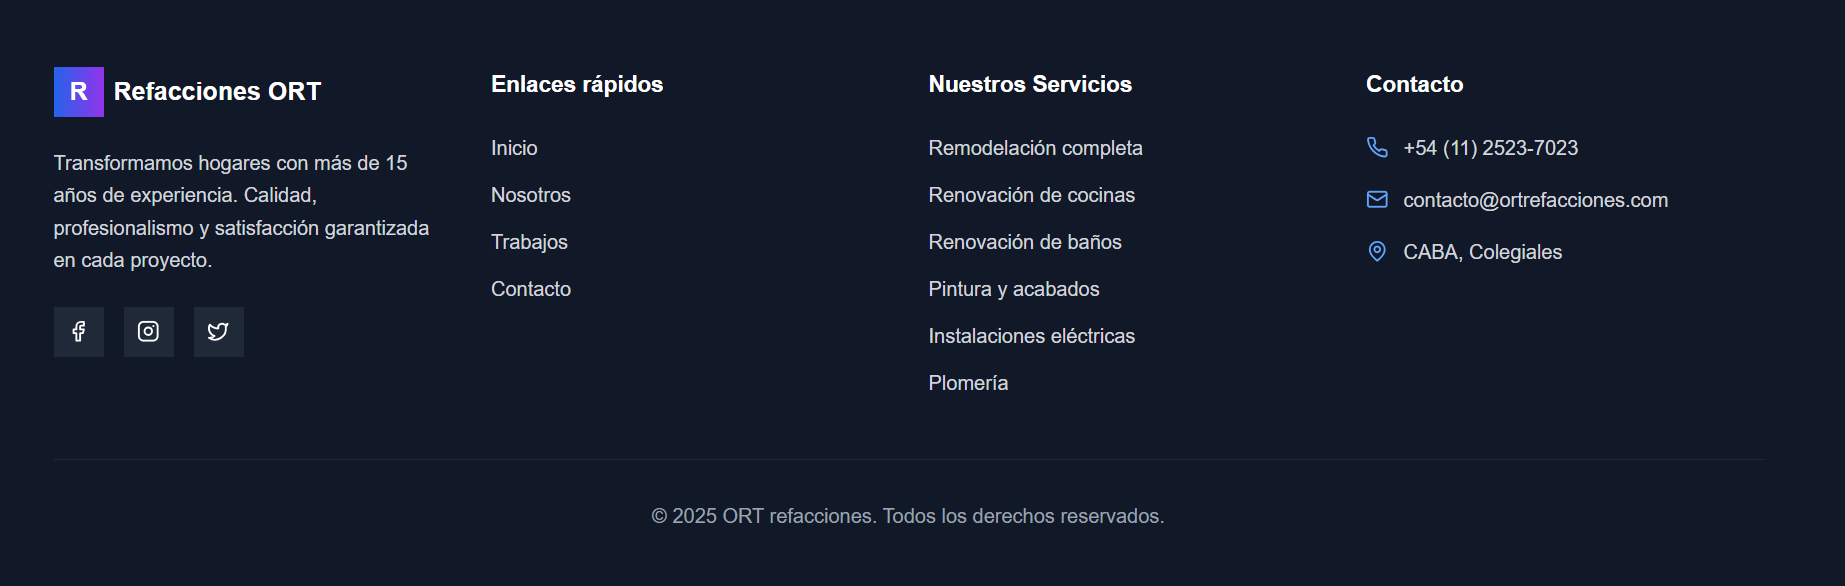 R
Refacciones ORT
Transformamos hogares con más de 15
años de experiencia. Calidad,
profesionalismo y satisfacción garantizada
en cada proyecto.
Enlaces rápidos
Inicio
Nosotros
Trabajos
Contacto
Nuestros Servicios
Remodelación completa
Renovación de cocinas
Renovación de baños
Pintura y acabados
Instalaciones eléctricas
Plomería
Contacto
+54 (11) 2523-7023
contacto@ortrefacciones.com
CABA, Colegiales
© 2025 ORT refacciones. Todos los derechos reservados.